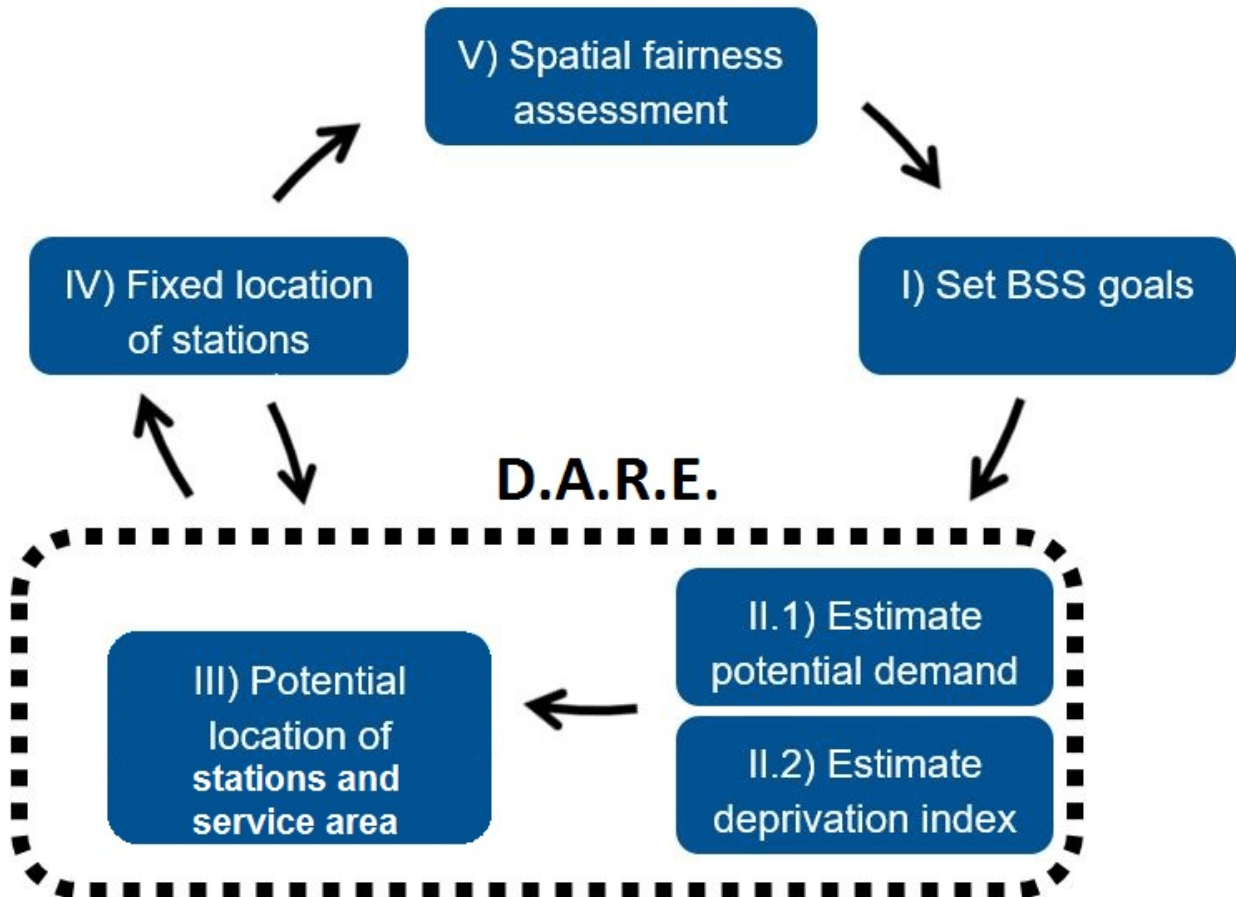 V) Spatial fairness
assessment
IV) Fixed location
of stations
I) Set BSS goals
D.A.R.E.
II.1) Estimate
potential demand
III) Potential
location of
stations and
service area
II.2) Estimate
deprivation index